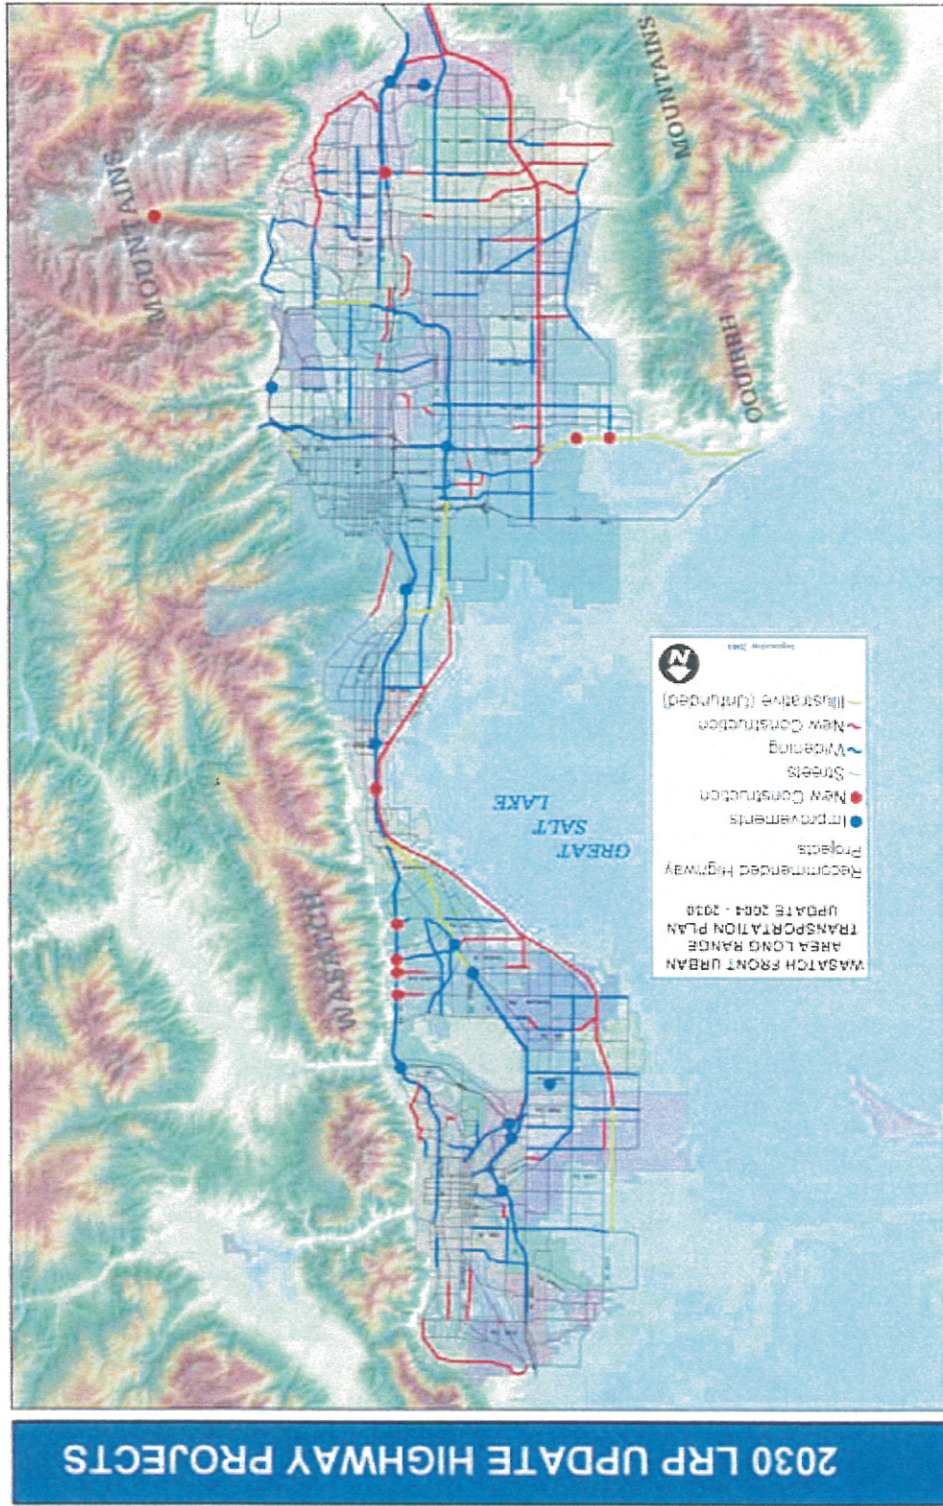 2030 LRP UPDATE HIGHWAY PROJECTS
WASATCH
GREAT
SALT
LAKE
WASATCH FRONT URBAN
AREA LONG RANGE
TRANSPORTATION PLAN
UPDATE 2004 - 2030
Recommended Highway
Projects
Improvements
New Construction
Streets
Widening
New Construction
Illustrative (Unfunded)
N
OQUIRRH
MOUNTAINS
MOUNTAINS